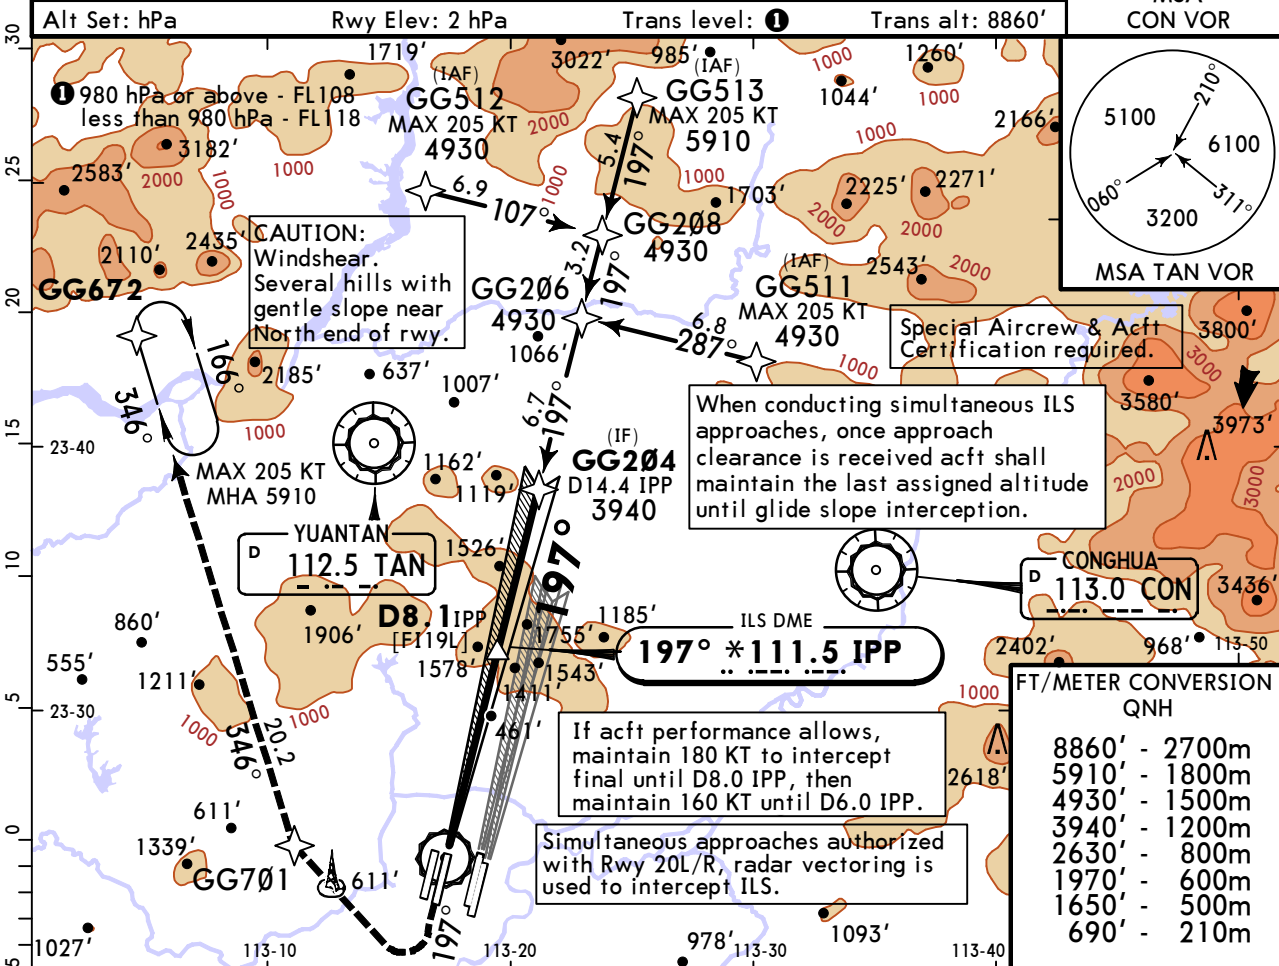 Alt Set: hPa
Rwy Elev: 2 hPa
Trans level: ❶
Trans alt: 8860'
CON VOR
30
1719'
3022'
985'
(IAF)
GG513
MAX 205 KT
5910
1260'
1000
1044'
1000
2166'
❶ 980 hPa or above - FL108
less than 980 hPa - FL118
(IAF)
GG512
MAX 205 KT
4930
2000
5.4
197°
1000
210°
5100
6100
060°
311°
3200
MSA TAN VOR
3182'
1000
25
2583'
2000
1000
6.9
107°
1000
1000
1703'
2225'
2271'
2000
2000
CAUTION:
Windshear.
Several hills with
gentle slope near
North end of rwy.
2435'
2110'
GG208
4930
3.2
197°
2543'
2000
GG672
20
GG206
4930
1066'
(IAF)
GG511
MAX 205 KT
4930
6.8
287°
Special Aircrew & Acft
Certification required.
3800'
3000
166°
2185'
637'
1007'
346°
1000
1000
3580'
3973'
When conducting simultaneous ILS
approaches, once approach
clearance is received acft shall
maintain the last assigned altitude
until glide slope interception.
6.7
197°
15
23-40
MAX 205 KT
MHA 5910
1162'
1119'
(IF)
GG204
D14.4 IPP
3940
2000
3000
YUANTAN
D 112.5 TAN
1526'
197°
10
CONGHUA
D 113.0 CON
3436'
860'
1906'
D8.1 IPP
[FI19L]
1578'
1755'
1185'
1543'
1411'
ILS DME
197° *111.5 IPP
2402'
968'
113-50
555'
1211'
1000
1000
5
23-30
346°
20.2
461'
1000
2618'
If acft performance allows,
maintain 180 KT to intercept
final until D8.0 IPP, then
maintain 160 KT until D6.0 IPP.
FT/METER CONVERSION
QNH
8860' - 2700m
5910' - 1800m
4930' - 1500m
3940' - 1200m
2630' - 800m
1970' - 600m
1650' - 500m
690' - 210m
0
611'
1339'
GG701
611'
Simultaneous approaches authorized
with Rwy 20L/R, radar vectoring is
used to intercept ILS.
197°
1027'
5
113-10
113-20
978'
113-30
1093'
113-40